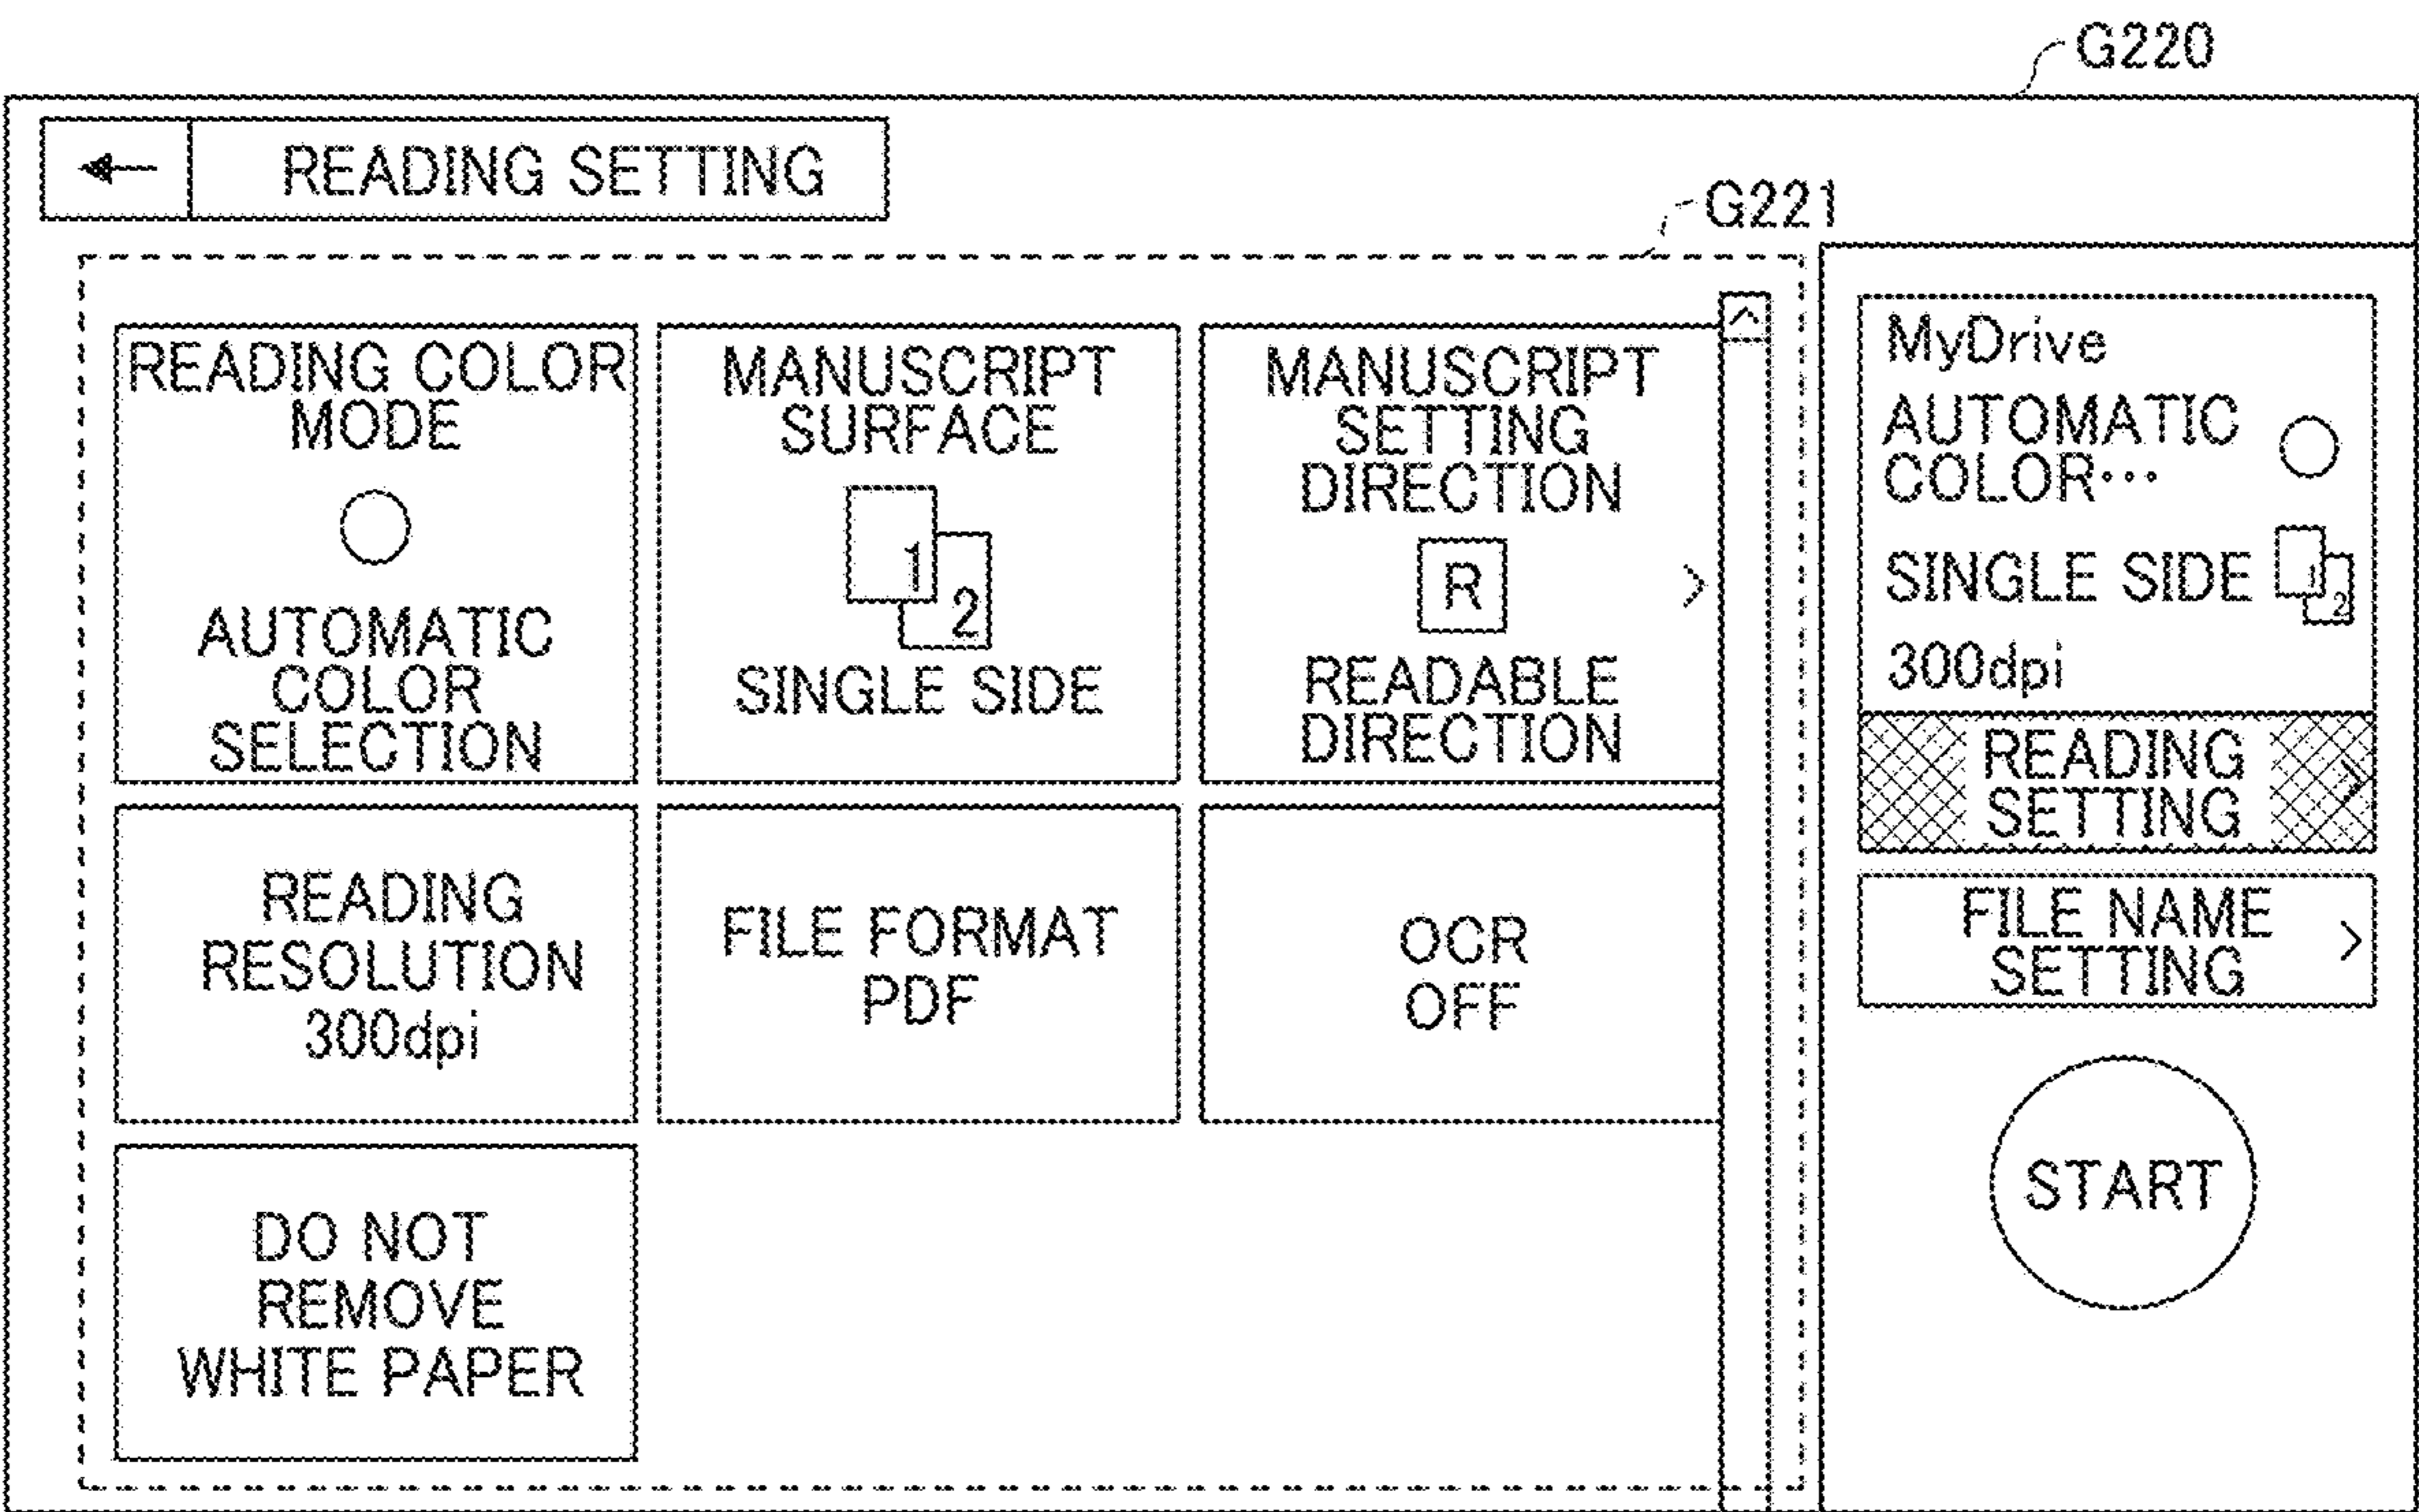 G220
← READING SETTING
G221
READING COLOR
MODE
AUTOMATIC
COLOR
SELECTION
MANUSCRIPT
SURFACE
1
2
SINGLE SIDE
MANUSCRIPT
SETTING
DIRECTION
R
READABLE
DIRECTION
READING
RESOLUTION
300dpi
FILE FORMAT
PDF
OCR
OFF
DO NOT
REMOVE
WHITE PAPER
MyDrive
AUTOMATIC
COLOR···
SINGLE SIDE
1
2
300dpi
READING
SETTING
FILE NAME
SETTING
START